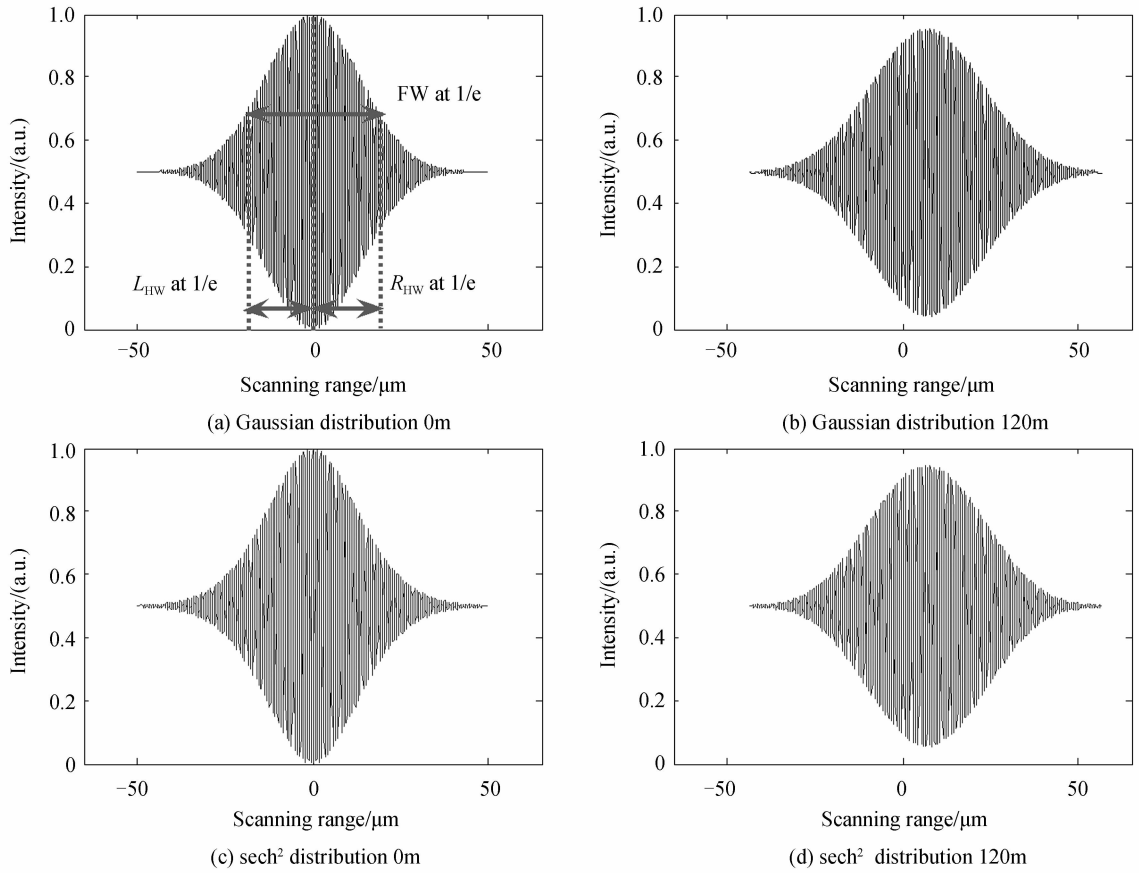 1.0
0.8
0.6
0.4
0.2
0
Intensity/(a.u.)
FW at 1/e
L_HW at 1/e
R_HW at 1/e
−50
0
50
Scanning range/μm
(a) Gaussian distribution 0m
1.0
0.8
0.6
0.4
0.2
0
Intensity/(a.u.)
−50
0
50
Scanning range/μm
(b) Gaussian distribution 120m
1.0
0.8
0.6
0.4
0.2
0
Intensity/(a.u.)
−50
0
50
Scanning range/μm
(c) sech² distribution 0m
1.0
0.8
0.6
0.4
0.2
0
Intensity/(a.u.)
−50
0
50
Scanning range/μm
(d) sech² distribution 120m